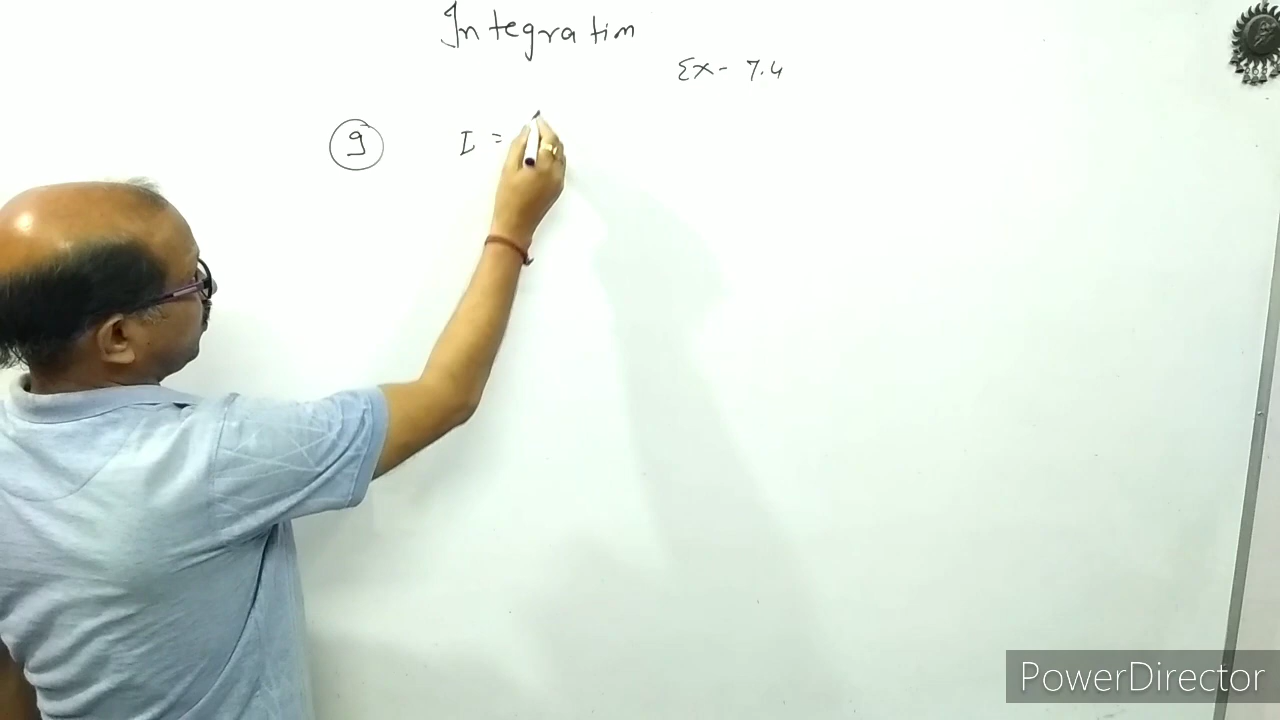 Integration
Ex- 7.4
9 I =
PowerDirector